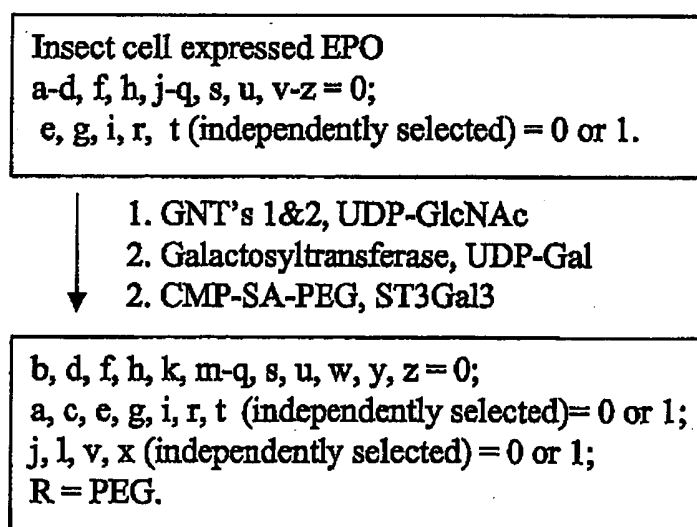 Insect cell expressed EPO
a-d, f, h, j-q, s, u, v-z = 0;
e, g, i, r, t (independently selected) = 0 or 1.
1. GNT's 1&2, UDP-GlcNAc
2. Galactosyltransferase, UDP-Gal
2. CMP-SA-PEG, ST3Gal3
b, d, f, h, k, m-q, s, u, w, y, z = 0;
a, c, e, g, i, r, t (independently selected)= 0 or 1;
j, l, v, x (independently selected) = 0 or 1;
R = PEG.